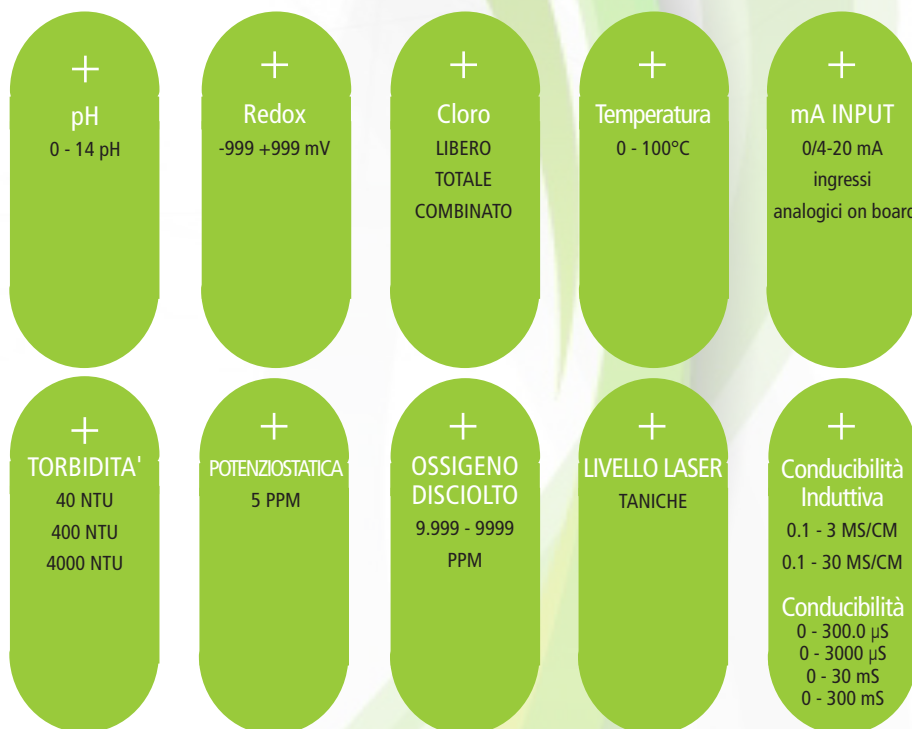 +
pH
0 - 14 pH
+
Redox
-999 +999 mV
+
Cloro
LIBERO
TOTALE
COMBINATO
+
Temperatura
0 - 100°C
+
mA INPUT
0/4-20 mA
ingressi
analogici on board
+
TORBIDITA'
40 NTU
400 NTU
4000 NTU
+
POTENZIOSTATICA
5 PPM
+
OSSIGENO
DISCIOLTO
9.999 - 9999
PPM
+
LIVELLO LASER
TANICHE
+
Conducibilità
Induttiva
0.1 - 3 MS/CM
0.1 - 30 MS/CM
Conducibilità
0 - 300.0 µS
0 - 3000 µS
0 - 30 mS
0 - 300 mS